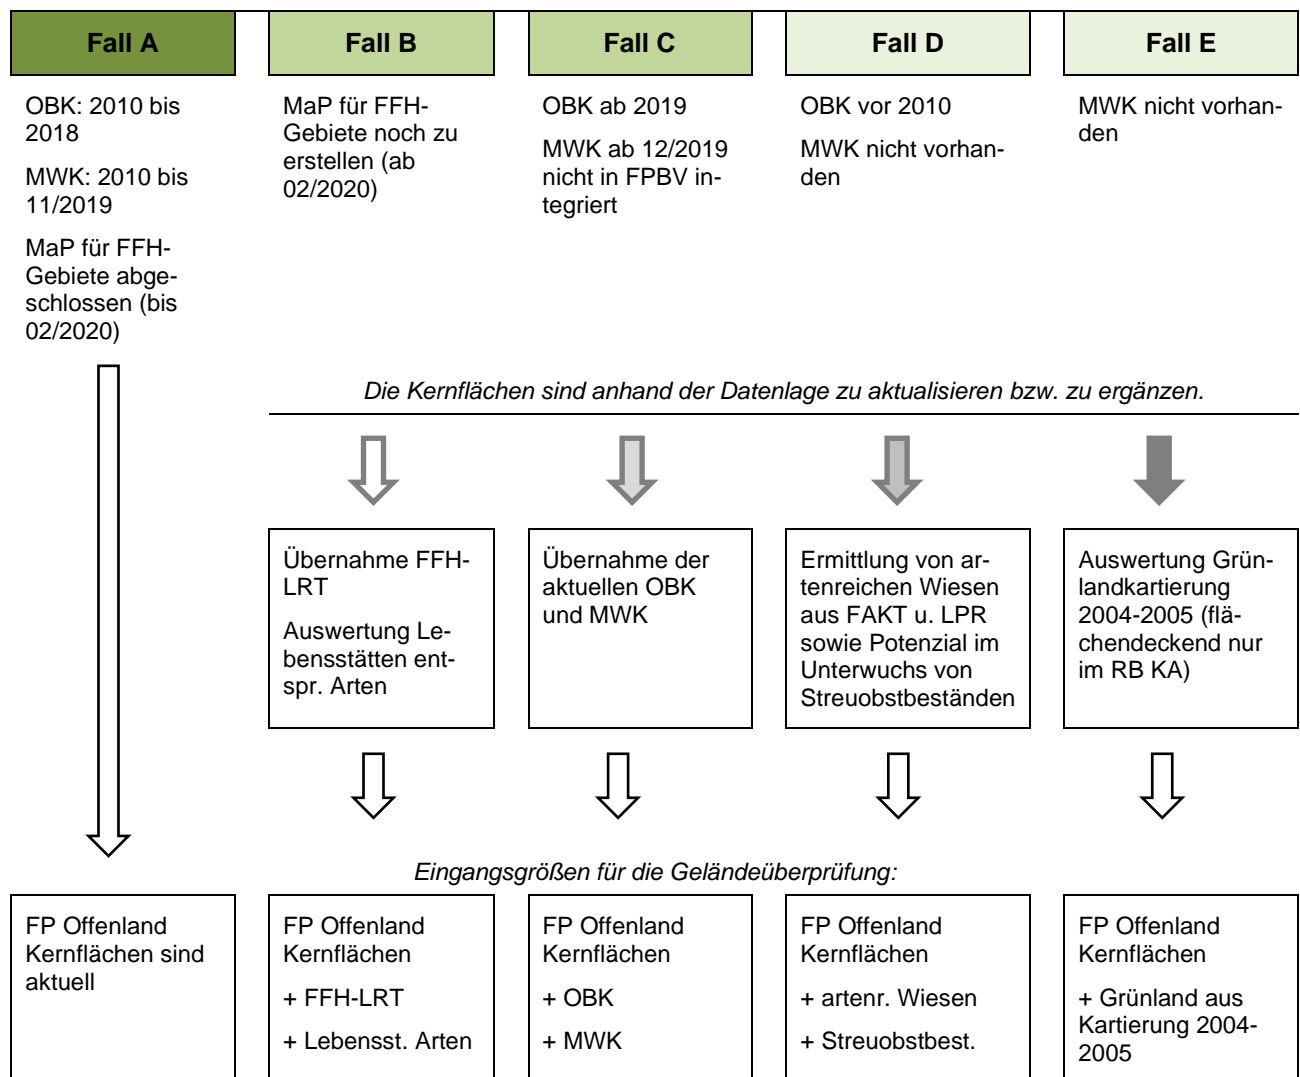 Fall A
Fall B
Fall C
Fall D
Fall E
OBK: 2010 bis
2018
MWK: 2010 bis
11/2019
MaP für FFH-
Gebiete abge-
schlossen (bis
02/2020)
MaP für FFH-
Gebiete noch zu
erstellen (ab
02/2020)
OBK ab 2019
MWK ab 12/2019
nicht in FPBV in-
tegriert
OBK vor 2010
MWK nicht vorhan-
den
MWK nicht vorhan-
den
Die Kernflächen sind anhand der Datenlage zu aktualisieren bzw. zu ergänzen.
Übernahme FFH-
LRT
Auswertung Le-
bensstätten ent-
spr. Arten
Übernahme der
aktuellen OBK
und MWK
Ermittlung von ar-
tenreichen Wiesen
aus FAKT u. LPR
sowie Potenzial im
Unterwuchs von
Streuobstbeständen
Auswertung Grün-
landkartierung
2004-2005 (flä-
chendeckend nur
im RB KA)
Eingangsgrößen für die Geländeüberprüfung:
FP Offenland
Kernflächen sind
aktuell
FP Offenland
Kernflächen
+ FFH-LRT
+ Lebensst. Arten
FP Offenland
Kernflächen
+ OBK
+ MWK
FP Offenland
Kernflächen
+ artenr. Wiesen
+ Streuobstbest.
FP Offenland
Kernflächen
+ Grünland aus
Kartierung 2004-
2005